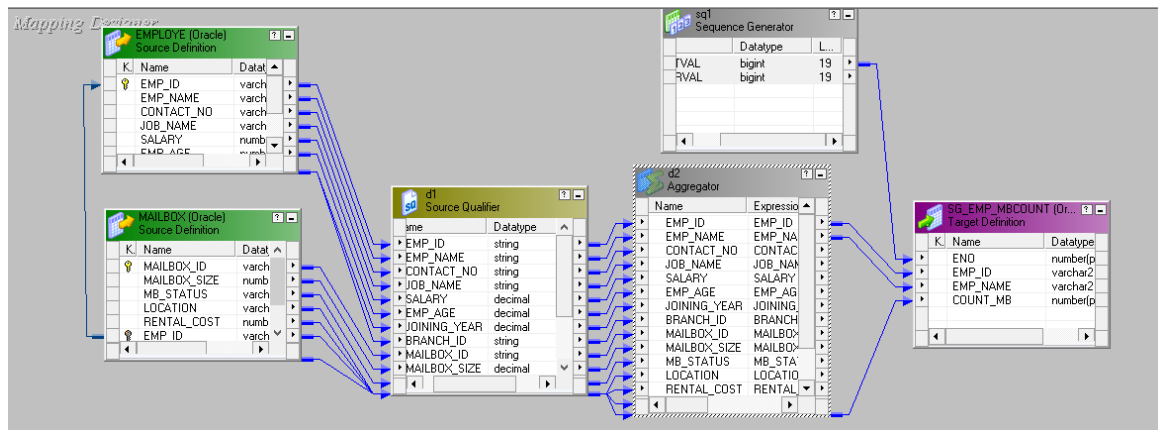 Mapping Designer
EMPLOYE (Oracle)
Source Definition
K. Name Datat
EMP_ID varch
EMP_NAME varch
CONTACT_NO varch
JOB_NAME varch
SALARY numb
EMP_AGE numb
MAILBOX (Oracle)
Source Definition
K. Name Datat
MAILBOX_ID varch
MAILBOX_SIZE numb
MB_STATUS varch
LOCATION varch
RENTAL_COST numb
EMP_ID varch
d1
Source Qualifier
ame Datatype
EMP_ID string
EMP_NAME string
CONTACT_NO string
JOB_NAME string
SALARY decimal
EMP_AGE decimal
JOINING_YEAR decimal
BRANCH_ID string
MAILBOX_ID string
MAILBOX_SIZE decimal
sq1
Sequence Generator
Datatype L...
TVAL bigint 19
RVAL bigint 19
d2
Aggregator
Name Expressio
EMP_ID EMP_ID
EMP_NAME EMP_NA
CONTACT_NO CONTAC
JOB_NAME JOB_NAM
SALARY SALARY
EMP_AGE EMP_AG
JOINING_YEAR JOINING_
BRANCH_ID BRANCH
MAILBOX_ID MAILBO
MAILBOX_SIZE MAILBO
MB_STATUS MB_STA
LOCATION LOCATIO
RENTAL_COST RENTAL
SG_EMP_MBCOUNT (Or...
Target Definition
K. Name Datatype
ENO number(p
EMP_ID varchar2
EMP_NAME varchar2
COUNT_MB number(p